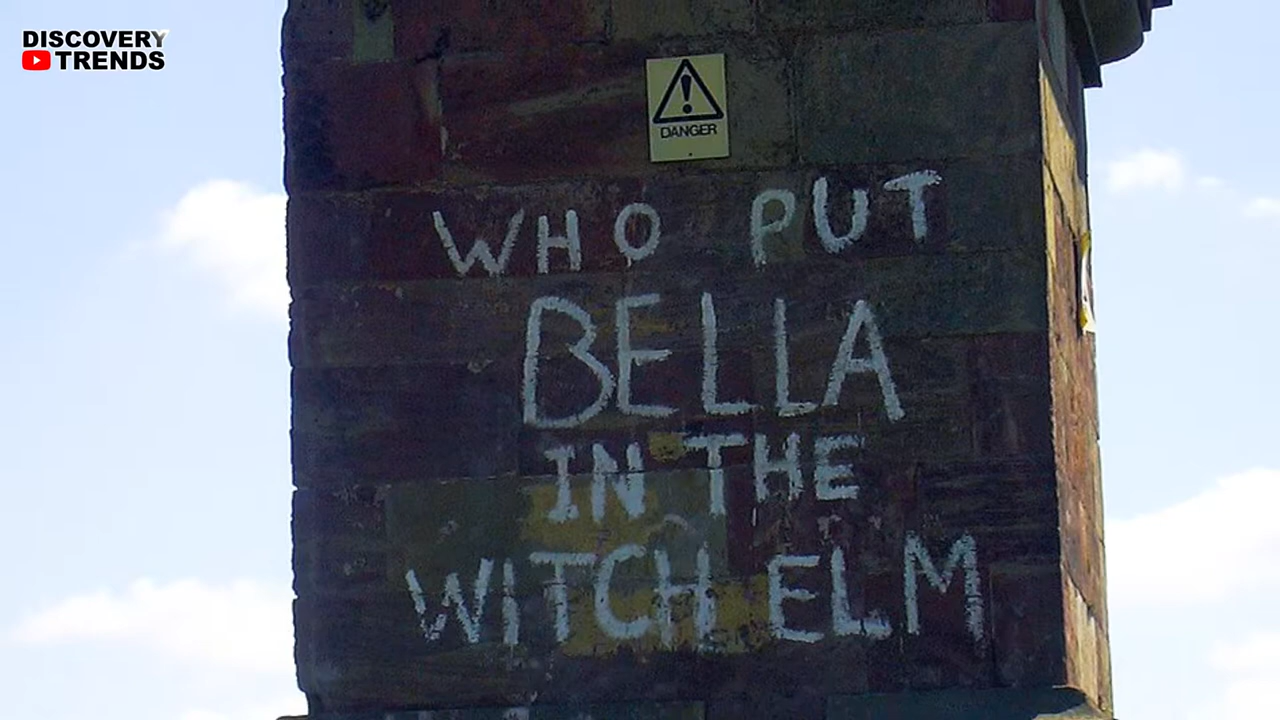 DISCOVERY
TRENDS
DANGER
WHO PUT
BELLA
IN THE
WITCH ELM